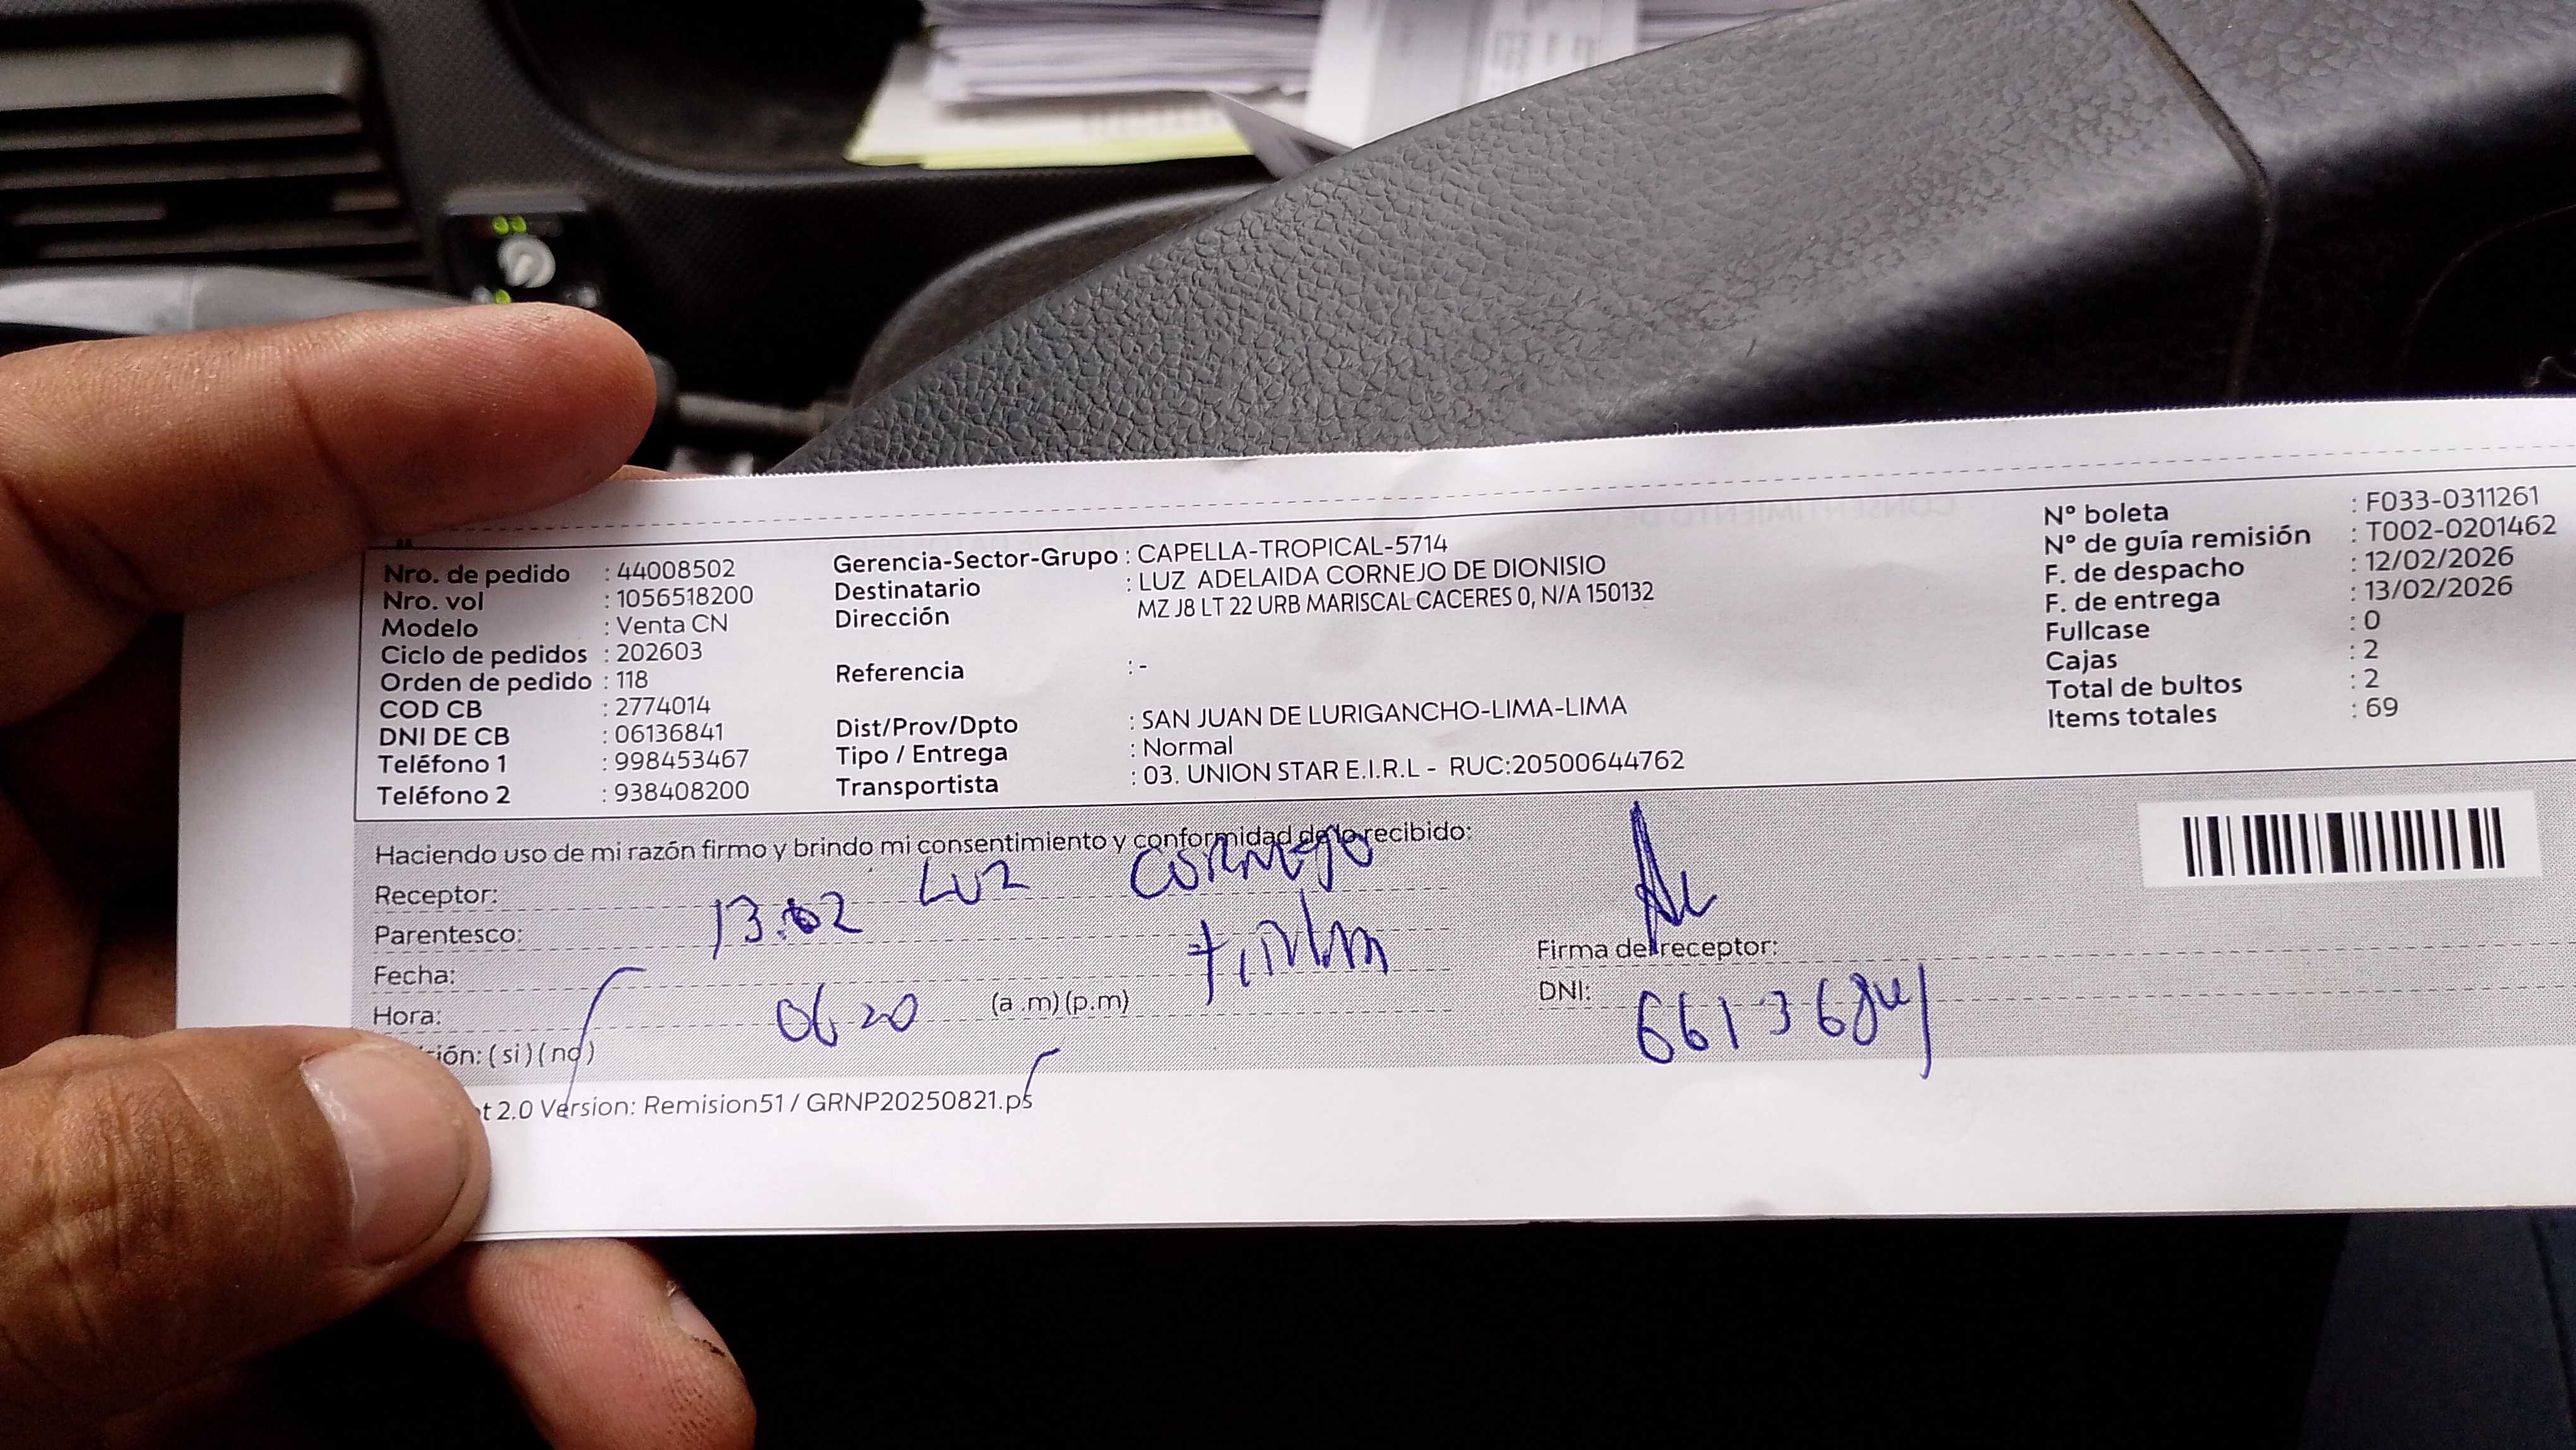 Nro. de pedido : 44008502
Nro. vol : 1056518200
Modelo : Venta CN
Ciclo de pedidos : 202603
Orden de pedido : 118
COD CB : 2774014
DNI DE CB : 06136841
Teléfono 1 : 998453467
Teléfono 2 : 938408200
Gerencia-Sector-Grupo : CAPELLA-TROPICAL-5714
Destinatario : LUZ ADELAIDA CORNEJO DE DIONISIO
Dirección MZ J8 LT 22 URB MARISCAL CACERES 0, N/A 150132
Referencia : -
Dist/Prov/Dpto : SAN JUAN DE LURIGANCHO-LIMA-LIMA
Tipo / Entrega : Normal
Transportista : 03. UNION STAR E.I.R.L - RUC:20500644762
Nº boleta : F033-0311261
Nº de guía remisión : T002-0201462
F. de despacho : 12/02/2026
F. de entrega : 13/02/2026
Fullcase : 0
Cajas : 2
Total de bultos : 2
Items totales : 69
Haciendo uso de mi razón firmo y brindo mi consentimiento y conformidad de lo recibido:
Receptor: LUZ CORNEJO
Parentesco: 13.02
Fecha:
Hora: 06 20 (a .m) (p.m)
ión: ( si ) ( no )
Firma del receptor:
DNI: 66136841
t 2.0 Version: Remision51 / GRNP20250821.ps